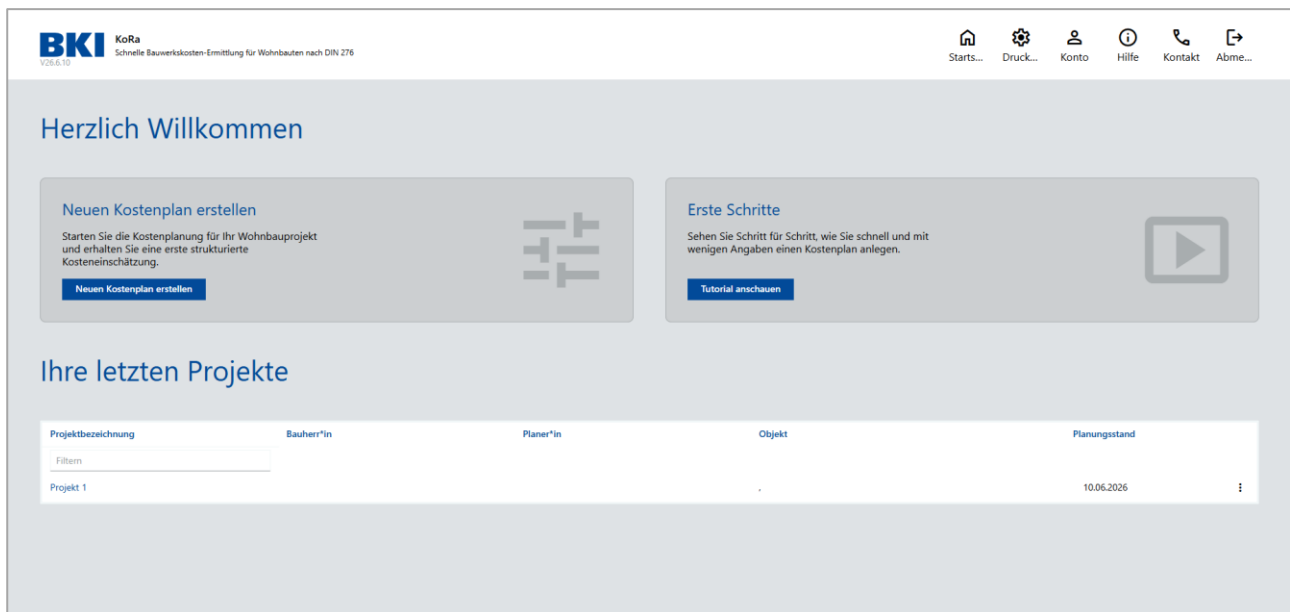 BKI
KoRa
Schnelle Bauwerkskosten-Ermittlung für Wohnbauten nach DIN 276
V26.6.10
Starts...
Druck...
Konto
Hilfe
Kontakt
Abme...
Herzlich Willkommen
Neuen Kostenplan erstellen
Starten Sie die Kostenplanung für Ihr Wohnbauprojekt
und erhalten Sie eine erste strukturierte
Kosteneinschätzung.
Neuen Kostenplan erstellen
Erste Schritte
Sehen Sie Schritt für Schritt, wie Sie schnell und mit
wenigen Angaben einen Kostenplan anlegen.
Tutorial anschauen
Ihre letzten Projekte
Projektbezeichnung Bauherr*in Planer*in Objekt Planungsstand
Filtern
Projekt 1 , 10.06.2026